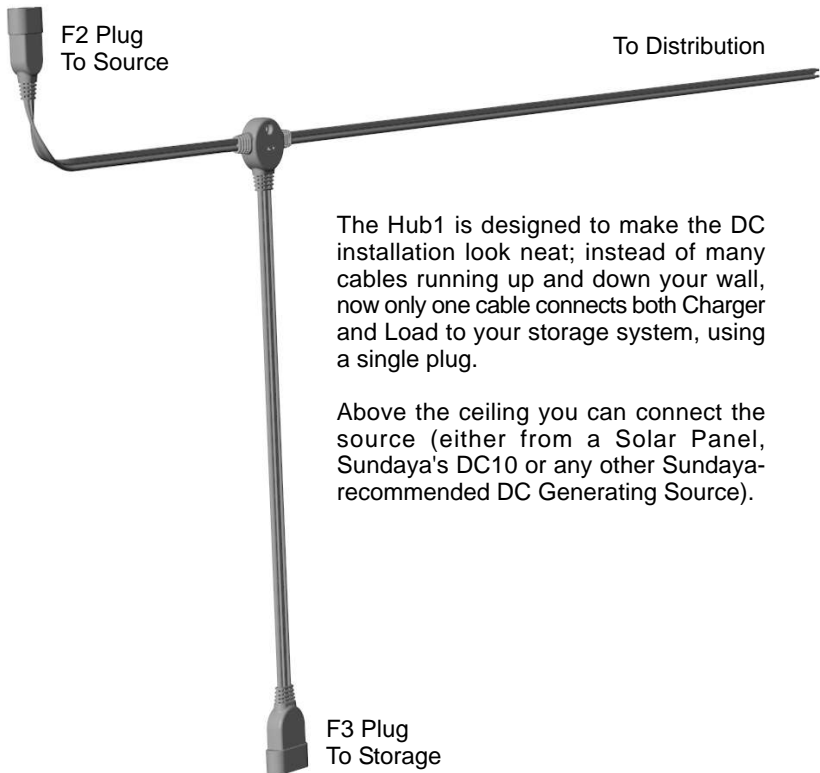 F2 Plug
To Source
To Distribution
The Hub1 is designed to make the DC
installation look neat; instead of many
cables running up and down your wall,
now only one cable connects both Charger
and Load to your storage system, using
a single plug.
Above the ceiling you can connect the
source (either from a Solar Panel,
Sundaya's DC10 or any other Sundaya-
recommended DC Generating Source).
F3 Plug
To Storage